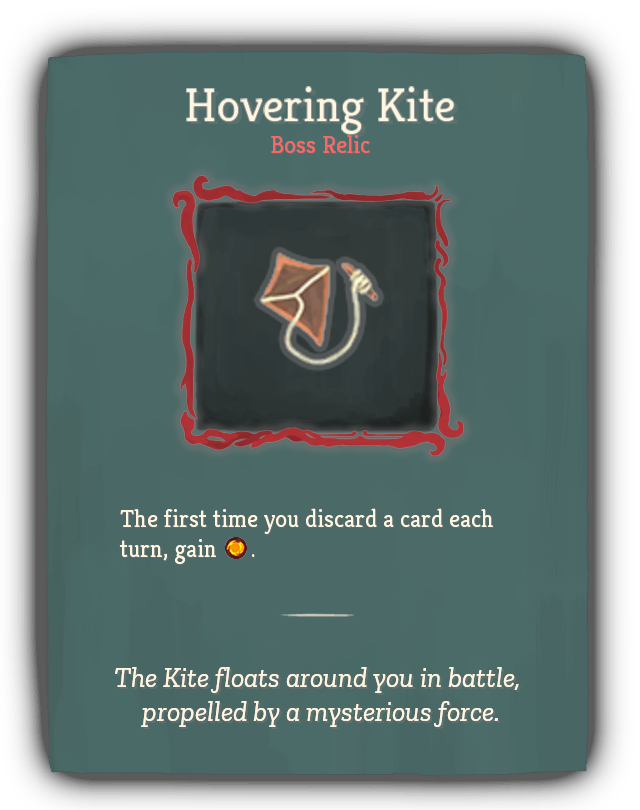 Hovering Kite
Boss Relic
The first time you discard a card each
turn, gain .
The Kite floats around you in battle,
propelled by a mysterious force.